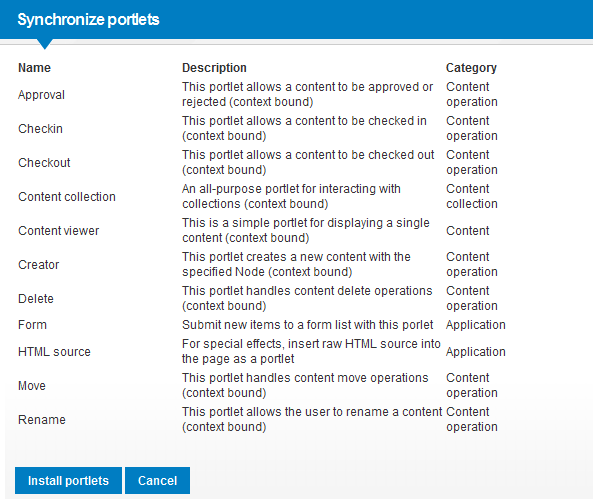 Synchronize portlets
Name Description Category
Approval This portlet allows a content to be approved or Content
rejected (context bound) operation
Checkin This portlet allows a content to be checked in Content
(context bound) operation
Checkout This portlet allows a content to be checked out Content
(context bound) operation
Content collection An all-purpose portlet for interacting with Content
collections (context bound) collection
Content viewer This is a simple portlet for displaying a single Content
content (context bound)
Creator This portlet creates a new content with the Content
specified Node (context bound) operation
Delete This portlet handles content delete operations Content
(context bound) operation
Form Submit new items to a form list with this porlet Application
HTML source For special effects, insert raw HTML source into Application
the page as a portlet
Move This portlet handles content move operations Content
(context bound) operation
Rename This portlet allows the user to rename a content Content
(context bound) operation
Install portlets Cancel